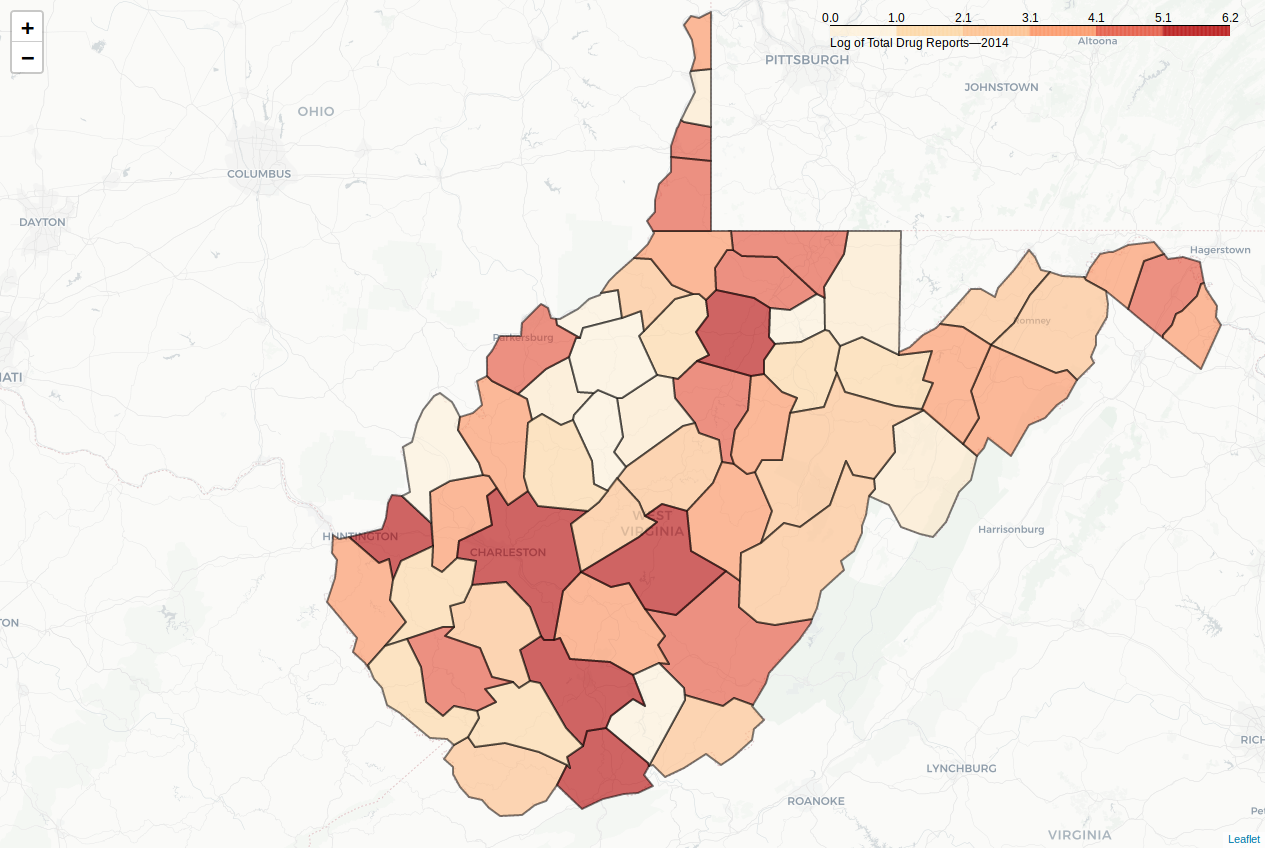 +
−
0.0 1.0 2.1 3.1 4.1 5.1 6.2
Log of Total Drug Reports—2014
Altoona
PITTSBURGH
JOHNSTOWN
OHIO
COLUMBUS
DAYTON
Hagerstown
Romney
Parkersburg
ATI
WEST
VIRGINIA
Harrisonburg
HUNTINGTON
CHARLESTON
TON
RICH
LYNCHBURG
ROANOKE
Pet
VIRGINIA
Leaflet